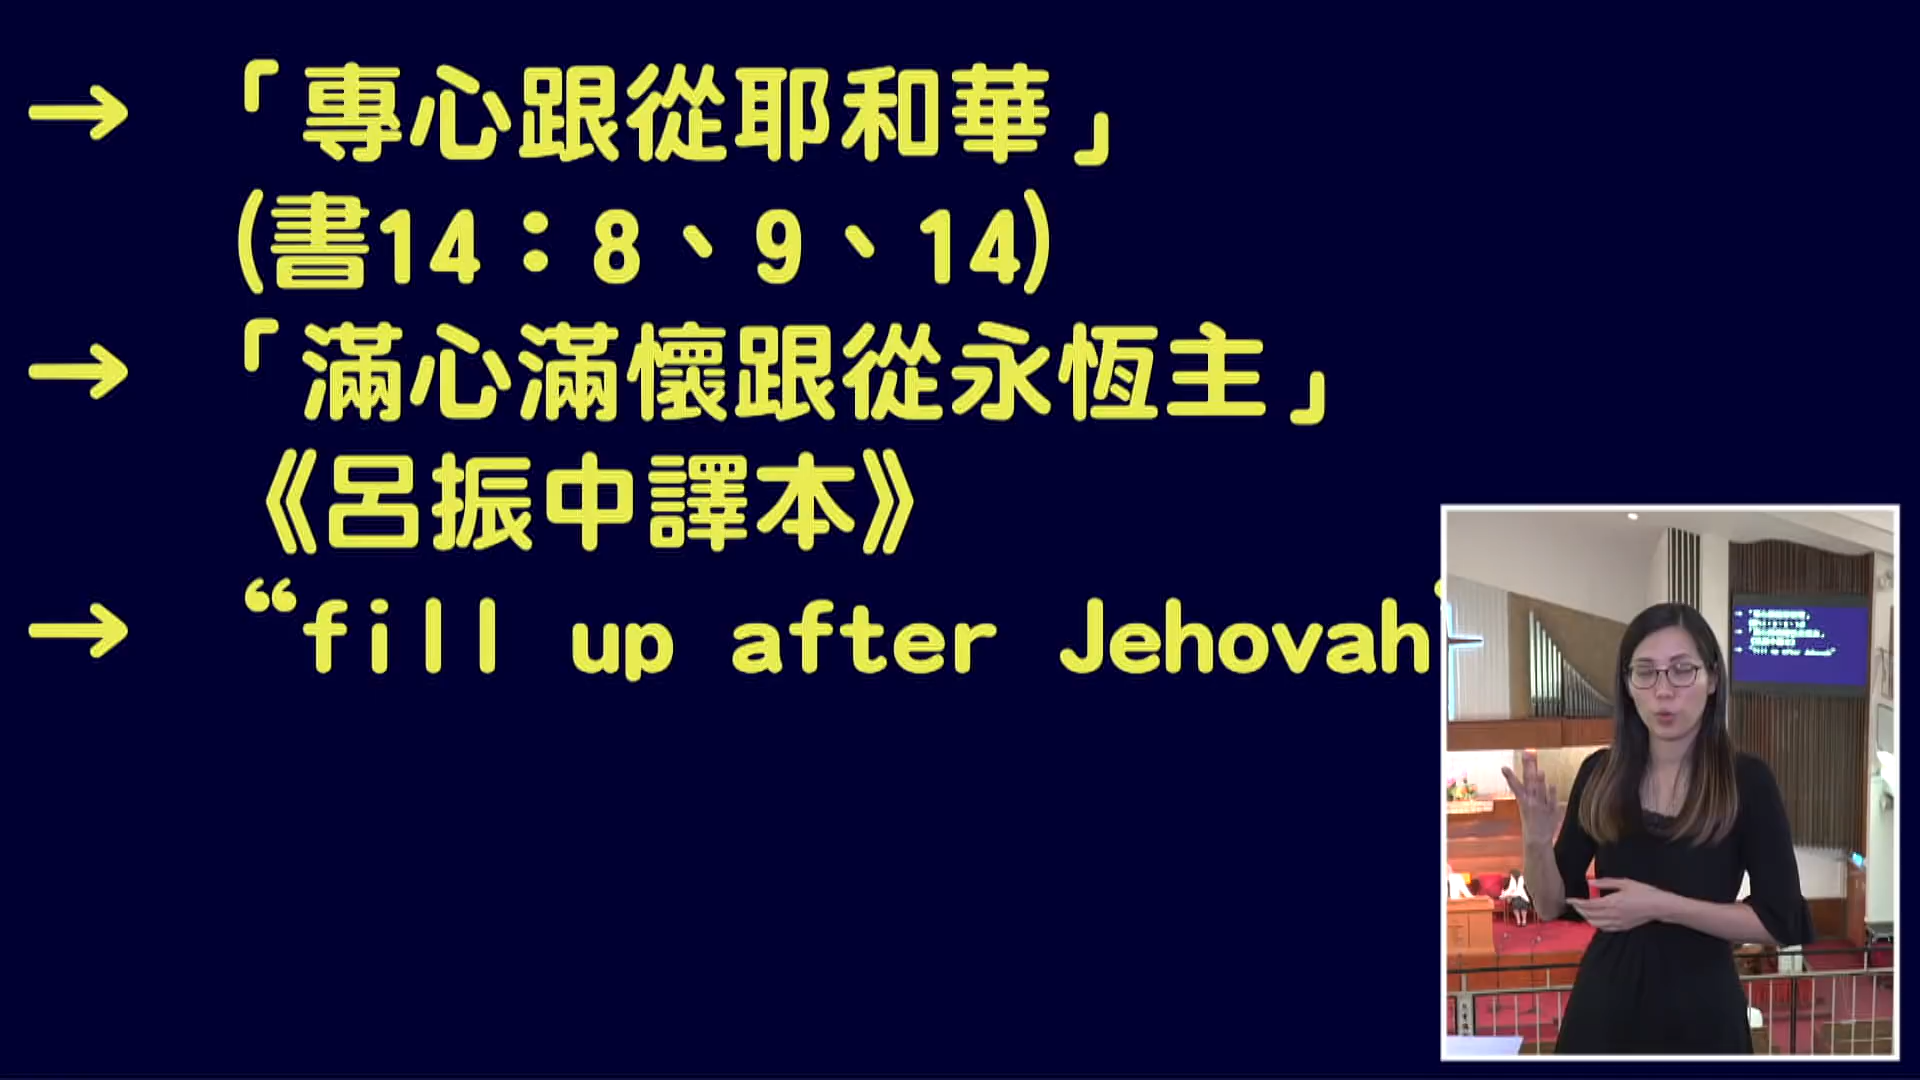 → 「專心跟從耶和華」
(書14：8、9、14)
→ 「滿心滿懷跟從永恆主」
《呂振中譯本》
→ “fill up after Jehovah”